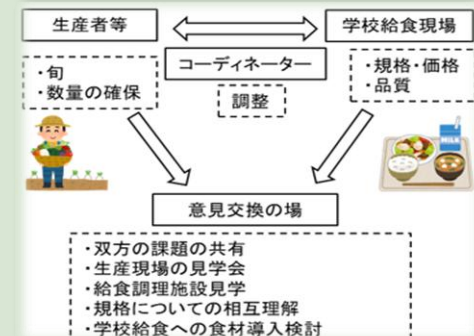 生産者等
学校給食現場
コーディネーター
調整
・旬
・数量の確保
・規格・価格
・品質
MILK
意見交換の場
・双方の課題の共有
・生産現場の見学会
・給食調理施設見学
・規格についての相互理解
・学校給食への食材導入検討